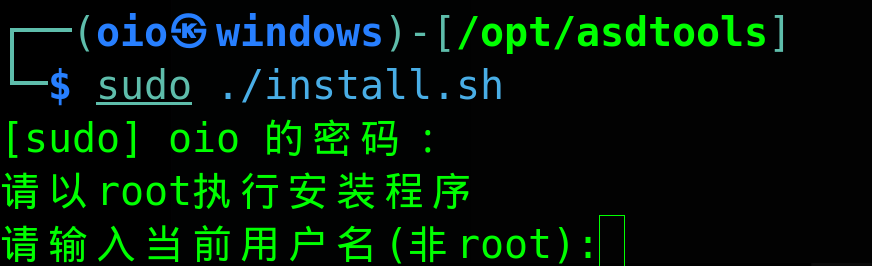 ┌──(oio㉿windows)-[/opt/asdtools]
└─$ sudo ./install.sh
[sudo] oio 的密码：
请以root执行安装程序
请输入当前用户名(非root):